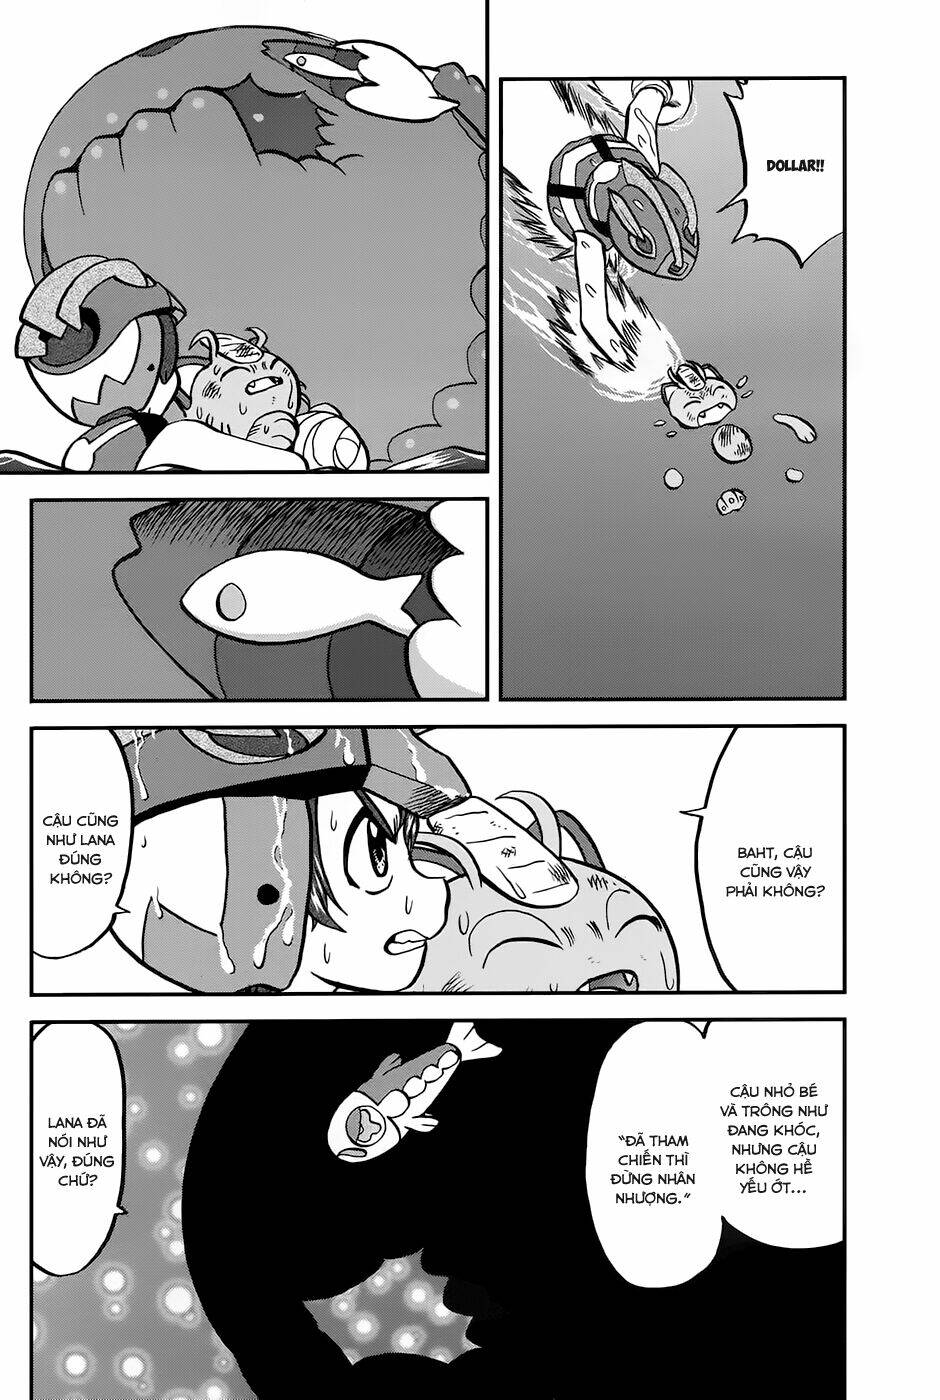 DOLLAR!!
BAHT, CẬU
CŨNG VẬY
PHẢI KHÔNG?
CẬU CŨNG
NHƯ LANA
ĐÚNG
KHÔNG?
CẬU NHỎ BÉ
VÀ TRÔNG NHƯ
ĐANG KHÓC,
NHƯNG CẬU
KHÔNG HỀ
YẾU ỚT...
"ĐÃ THAM
CHIẾN THÌ
ĐỪNG NHÂN
NHƯỢNG."
LANA ĐÃ
NÓI NHƯ
VẬY, ĐÚNG
CHỨ?